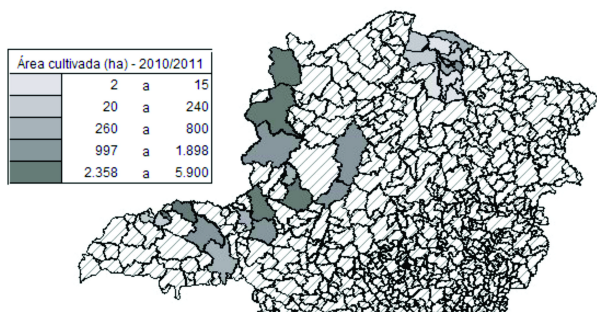 Área cultivada (ha) - 2010/2011
2 a 15
20 a 240
260 a 800
997 a 1.898
2.358 a 5.900